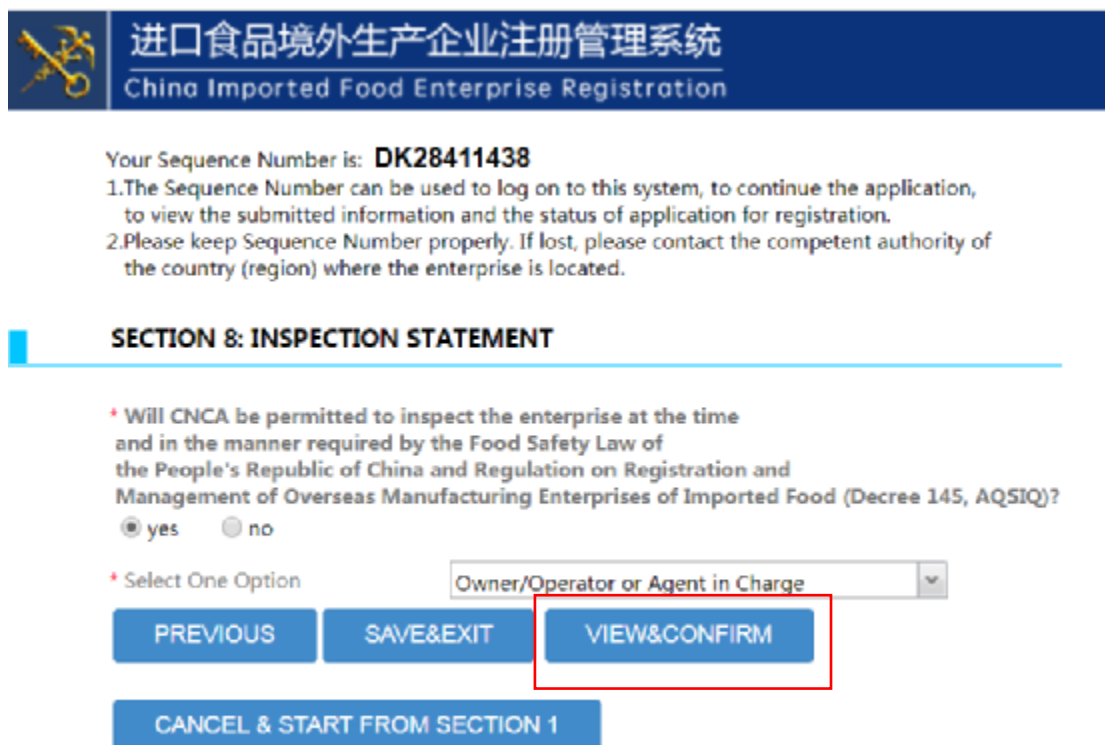 进口食品境外生产企业注册管理系统
China Imported Food Enterprise Registration
Your Sequence Number is: DK28411438
1.The Sequence Number can be used to log on to this system, to continue the application,
to view the submitted information and the status of application for registration.
2.Please keep Sequence Number properly. If lost, please contact the competent authority of
the country (region) where the enterprise is located.
SECTION 8: INSPECTION STATEMENT
* Will CNCA be permitted to inspect the enterprise at the time
and in the manner required by the Food Safety Law of
the People's Republic of China and Regulation on Registration and
Management of Overseas Manufacturing Enterprises of Imported Food (Decree 145, AQSIQ)?
yes no
* Select One Option Owner/Operator or Agent in Charge
PREVIOUS SAVE&EXIT VIEW&CONFIRM
CANCEL & START FROM SECTION 1